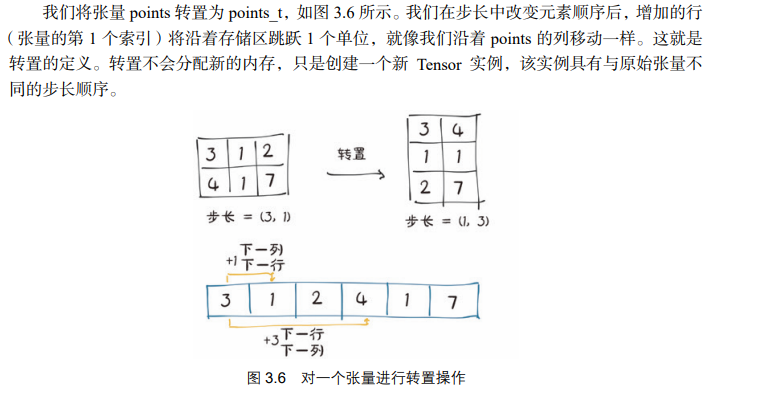 我们将张量 points 转置为 points_t，如图 3.6 所示。我们在步长中改变元素顺序后，增加的行
（张量的第 1 个索引）将沿着存储区跳跃 1 个单位，就像我们沿着 points 的列移动一样。这就是
转置的定义。转置不会分配新的内存，只是创建一个新 Tensor 实例，该实例具有与原始张量不
同的步长顺序。
3 1 2
4 1 7
步长 = (3, 1)
转置
3 4
1 1
2 7
步长 = (1, 3)
下一列
+1下一行
3 1 2 4 1 7
+3下一行
下一列
图 3.6 对一个张量进行转置操作